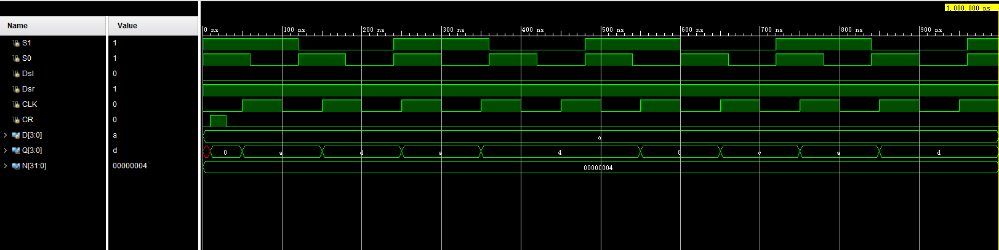 1,000.000 ns
Name Value
0 ns 100 ns 200 ns 300 ns 400 ns 500 ns 600 ns 700 ns 800 ns 900 ns
S1 1
S0 1
Dsl 0
Dsr 1
CLK 0
CR 0
D[3:0] a a
Q[3:0] d 0 a d a 4 8 c a d
N[31:0] 00000004 00000004